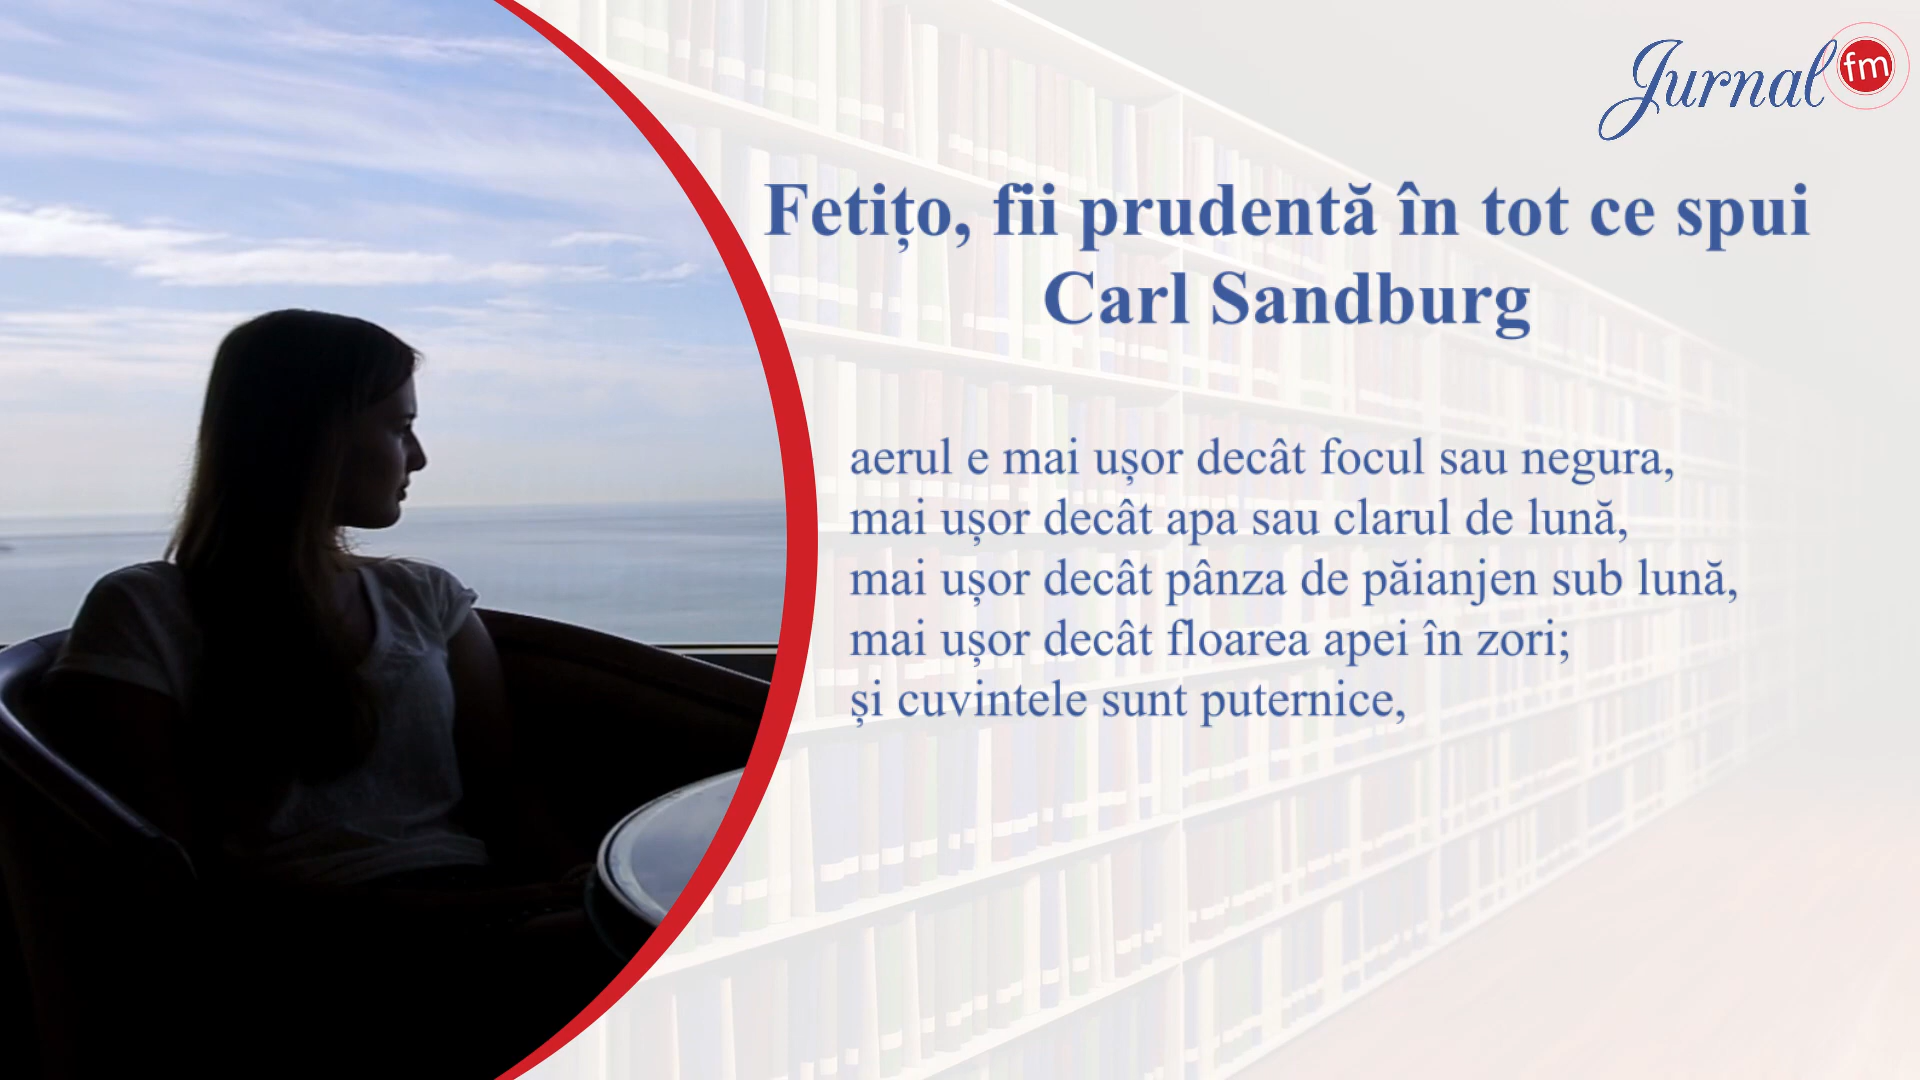 Jurnal fm
Fetițo, fii prudentă în tot ce spui
Carl Sandburg
aerul e mai ușor decât focul sau negura,
mai ușor decât apa sau clarul de lună,
mai ușor decât pânza de păianjen sub lună,
mai ușor decât floarea apei în zori;
și cuvintele sunt puternice,